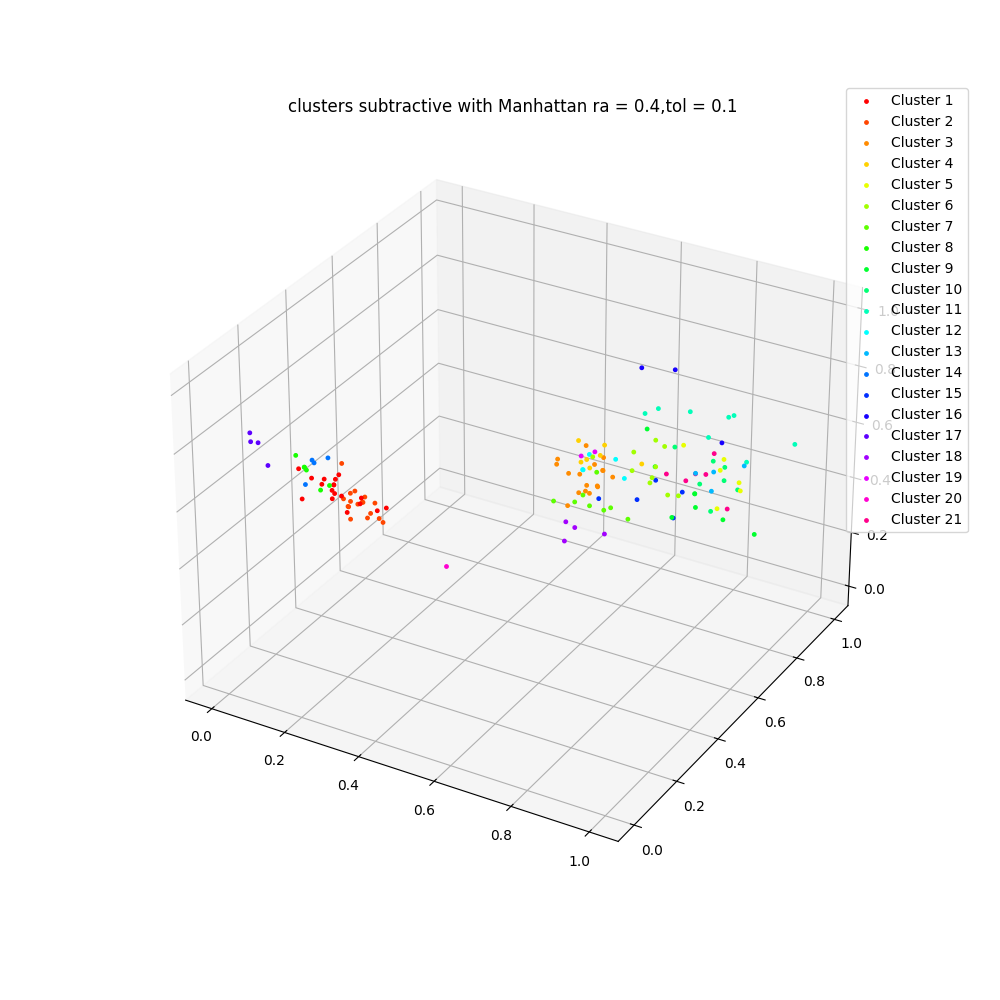 clusters subtractive with Manhattan ra = 0.4,tol = 0.1
Cluster 1
Cluster 2
Cluster 3
Cluster 4
Cluster 5
Cluster 6
Cluster 7
Cluster 8
Cluster 9
Cluster 10
Cluster 11
Cluster 12
Cluster 13
Cluster 14
Cluster 15
Cluster 16
Cluster 17
Cluster 18
Cluster 19
Cluster 20
Cluster 21
1.0
0.8
0.6
0.4
0.2
0.0
1.0
0.8
0.6
0.4
0.2
0.0
0.0
0.2
0.4
0.6
0.8
1.0